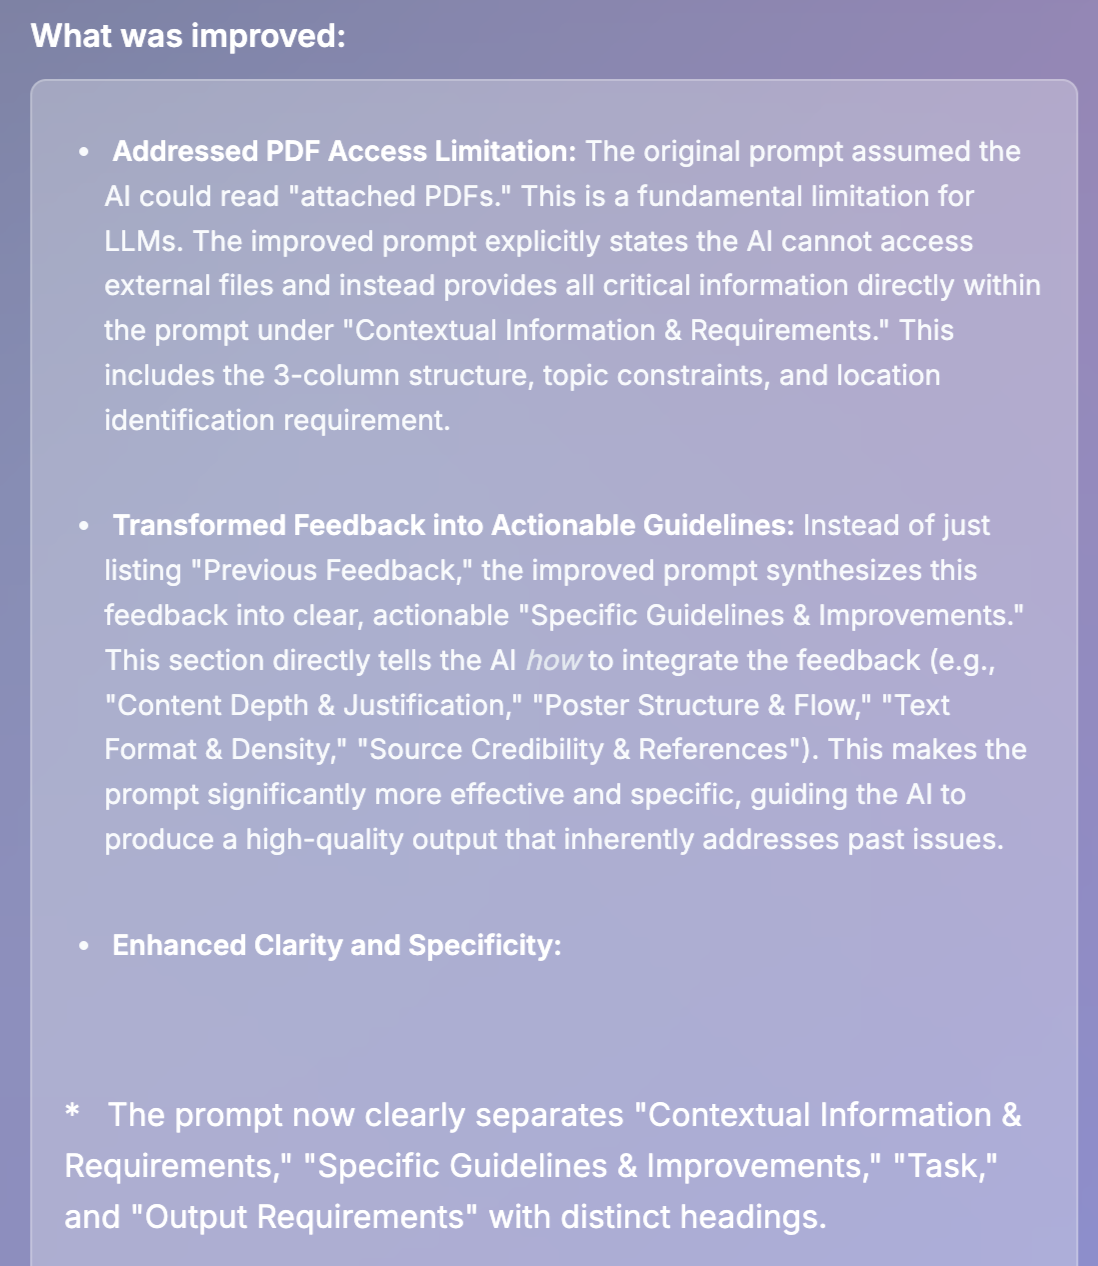 What was improved:
• Addressed PDF Access Limitation: The original prompt assumed the
AI could read "attached PDFs." This is a fundamental limitation for
LLMs. The improved prompt explicitly states the AI cannot access
external files and instead provides all critical information directly within
the prompt under "Contextual Information & Requirements." This
includes the 3-column structure, topic constraints, and location
identification requirement.
• Transformed Feedback into Actionable Guidelines: Instead of just
listing "Previous Feedback," the improved prompt synthesizes this
feedback into clear, actionable "Specific Guidelines & Improvements."
This section directly tells the AI how to integrate the feedback (e.g.,
"Content Depth & Justification," "Poster Structure & Flow," "Text
Format & Density," "Source Credibility & References"). This makes the
prompt significantly more effective and specific, guiding the AI to
produce a high-quality output that inherently addresses past issues.
• Enhanced Clarity and Specificity:
* The prompt now clearly separates "Contextual Information &
Requirements," "Specific Guidelines & Improvements," "Task,"
and "Output Requirements" with distinct headings.